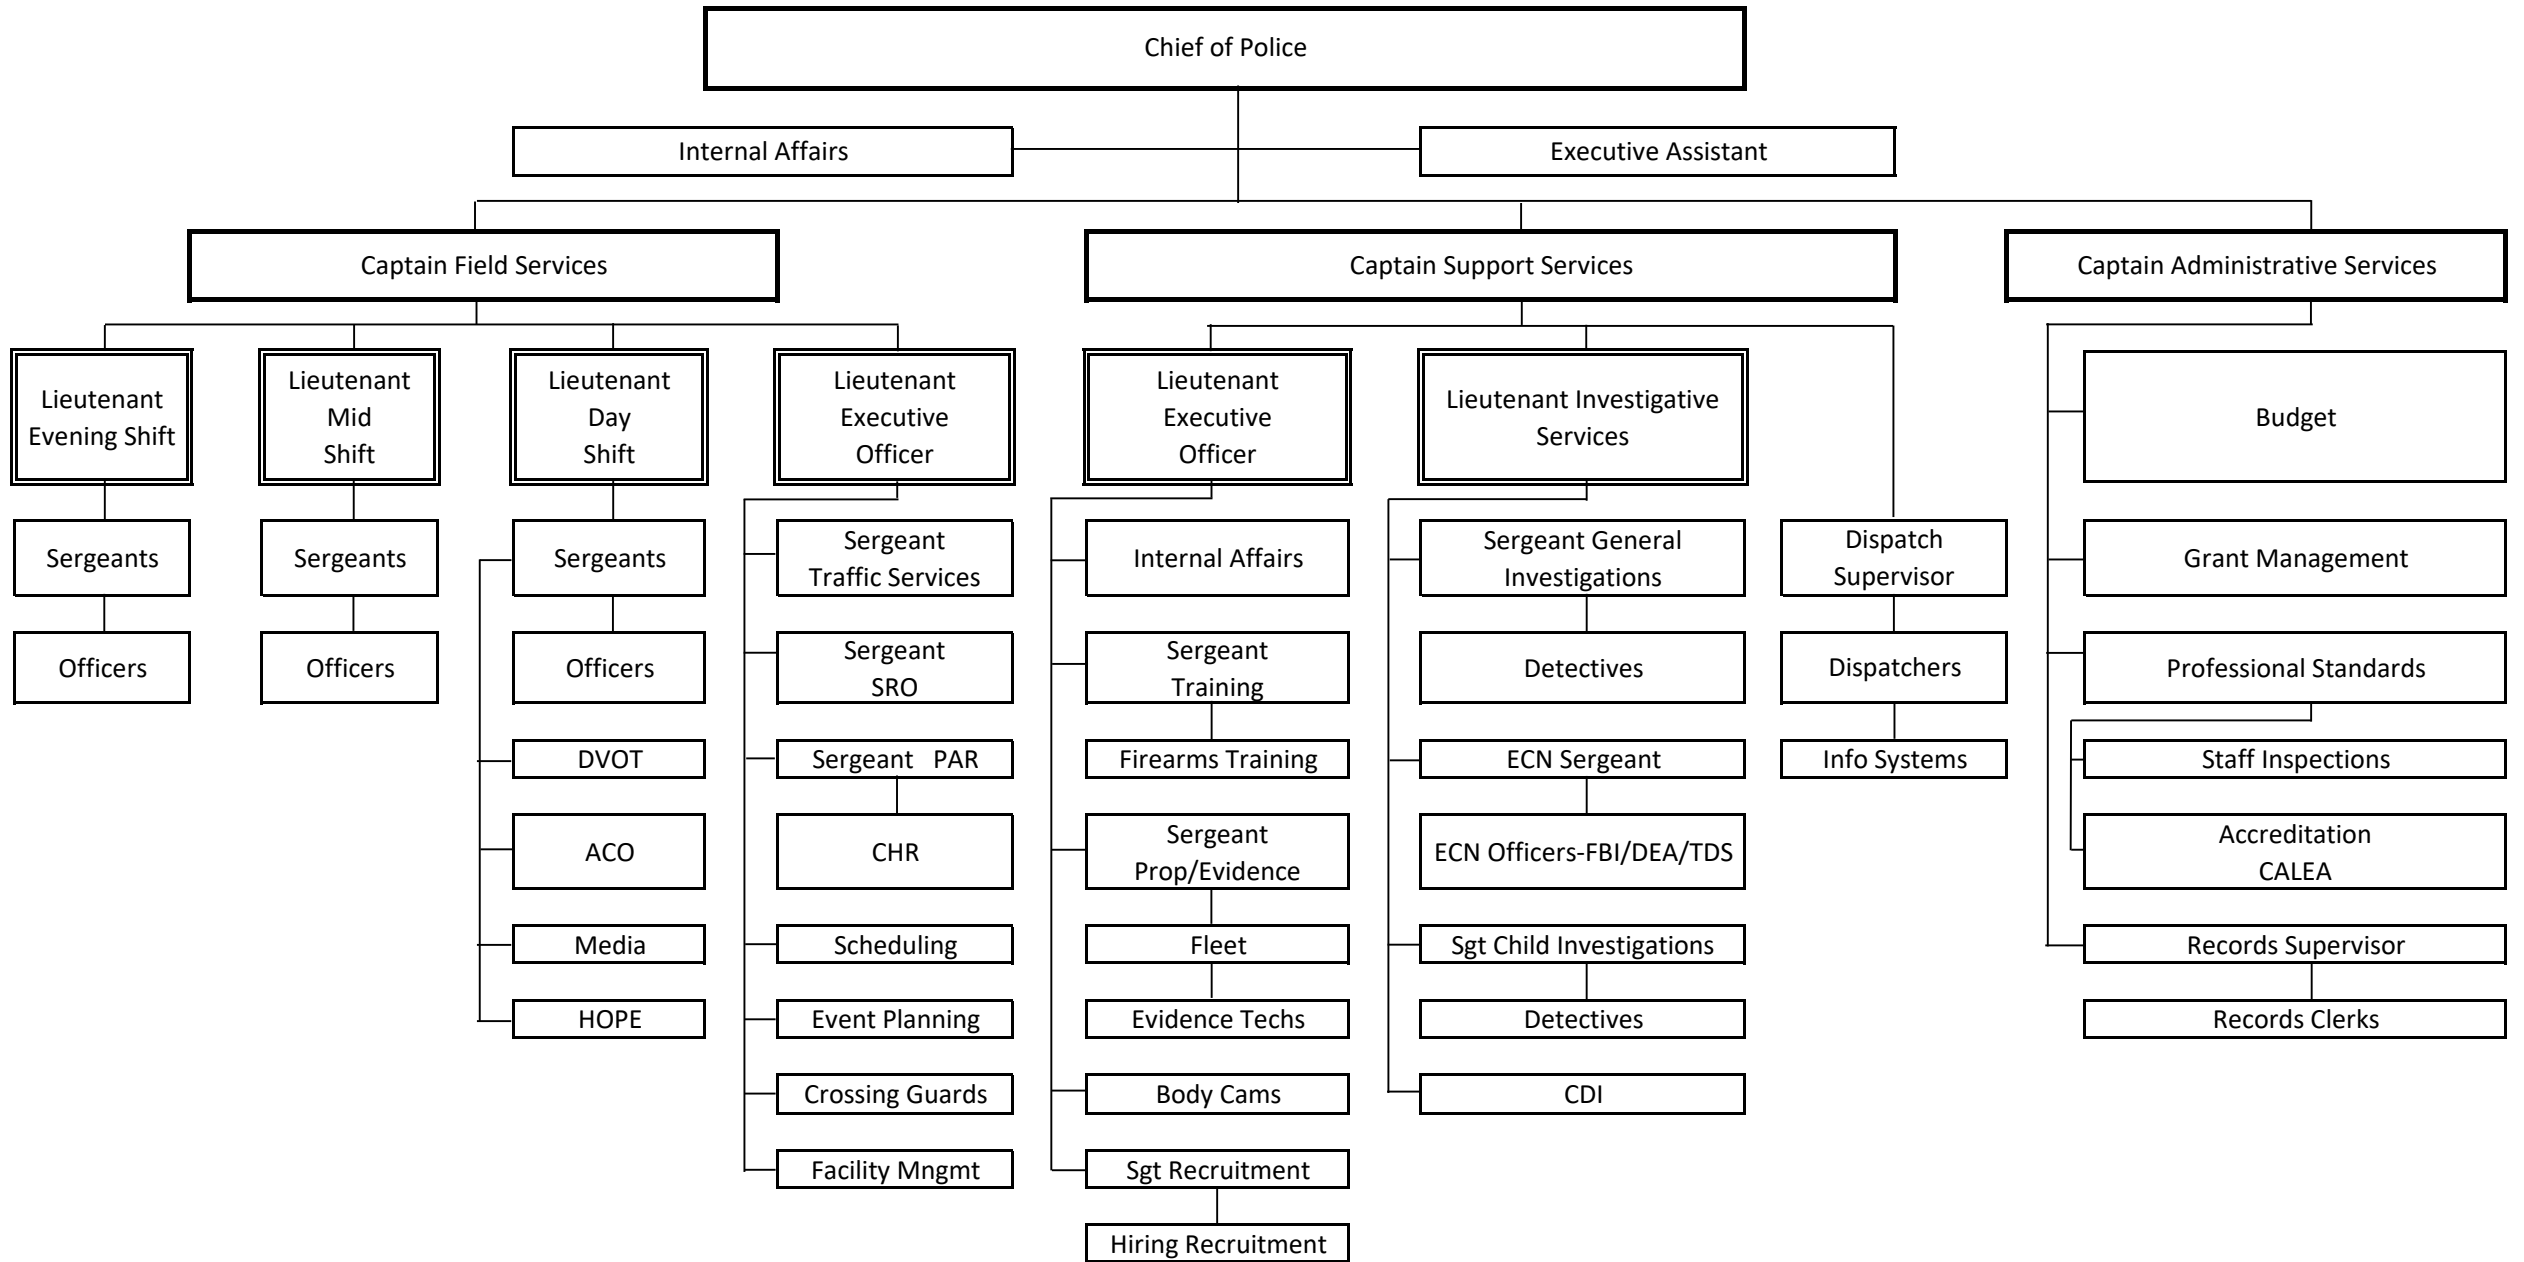 Chief of Police
Internal Affairs
Executive Assistant
Captain Field Services
Captain Support Services
Captain Administrative Services
Lieutenant
Evening Shift
Lieutenant
Mid
Shift
Lieutenant
Day
Shift
Lieutenant
Executive
Officer
Lieutenant
Executive
Officer
Lieutenant Investigative
Services
Budget
Sergeants
Sergeants
Sergeants
Sergeant
Traffic Services
Internal Affairs
Sergeant General
Investigations
Dispatch
Supervisor
Grant Management
Officers
Officers
Officers
Sergeant
SRO
Sergeant
Training
Detectives
Dispatchers
Professional Standards
DVOT
Sergeant PAR
Firearms Training
ECN Sergeant
Info Systems
Staff Inspections
ACO
CHR
Sergeant
Prop/Evidence
ECN Officers-FBI/DEA/TDS
Accreditation
CALEA
Media
Scheduling
Fleet
Sgt Child Investigations
Records Supervisor
HOPE
Event Planning
Evidence Techs
Detectives
Records Clerks
Crossing Guards
Body Cams
CDI
Facility Mngmt
Sgt Recruitment
Hiring Recruitment